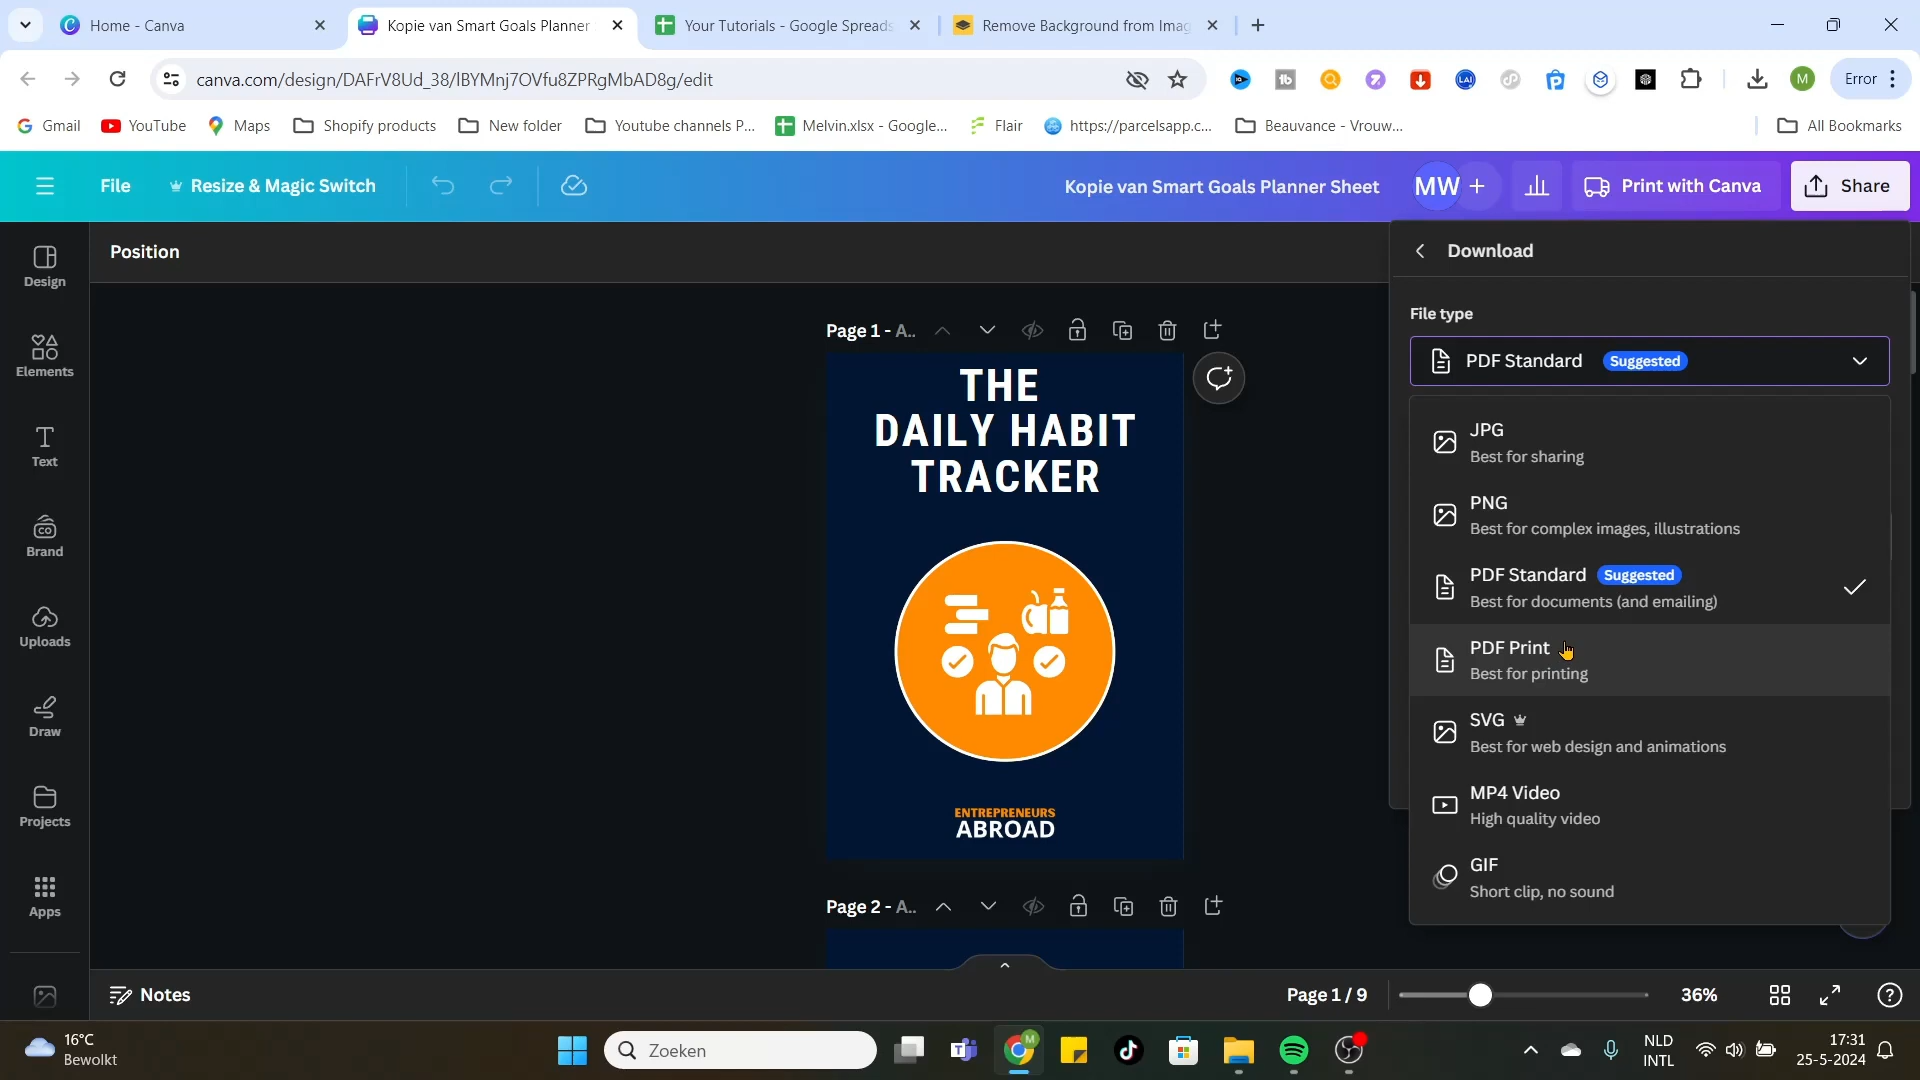 Home - Canva
Kopie van Smart Goals Planner
Your Tutorials - Google Spreads
Remove Background from Imag
canva.com/design/DAFrV8Ud_38/lBYMnj7OVfu8ZPRgMbAD8g/edit
M
Error
Gmail
YouTube
Maps
Shopify products
New folder
Youtube channels P...
Melvin.xlsx - Google...
Flair
https://parcelsapp.c...
Beauvance - Vrouw...
All Bookmarks
File
Resize & Magic Switch
Kopie van Smart Goals Planner Sheet
MW
Print with Canva
Share
Position
Download
Design
Elements
Text
Brand
Uploads
Draw
Projects
Apps
File type
PDF Standard Suggested
JPG
Best for sharing
PNG
Best for complex images, illustrations
PDF Standard Suggested
Best for documents (and emailing)
PDF Print
Best for printing
SVG
Best for web design and animations
MP4 Video
High quality video
GIF
Short clip, no sound
Page 1 - A..
THE
DAILY HABIT
TRACKER
ENTREPRENEURS
ABROAD
Page 2 - A..
Notes
Page 1 / 9
36%
16°C
Bewolkt
Zoeken
NLD
INTL
17:31
25-5-2024